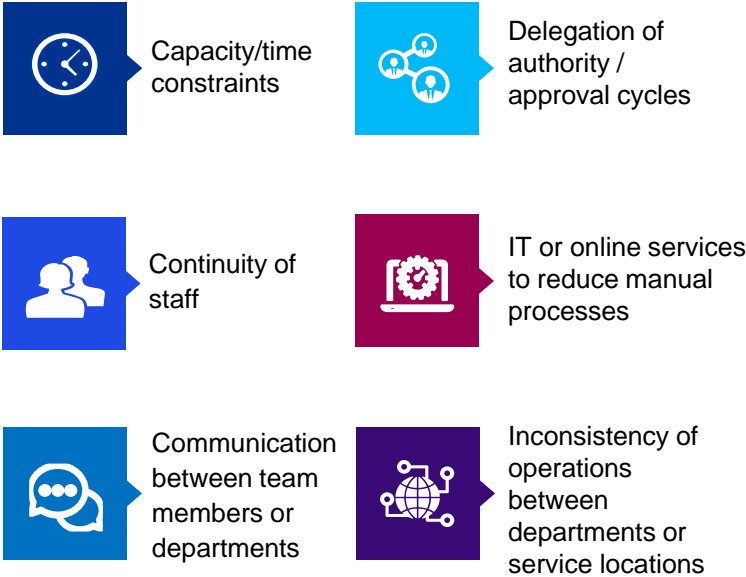 Capacity/time
constraints
Delegation of
authority /
approval cycles
Continuity of
staff
IT or online services
to reduce manual
processes
Communication
between team
members or
departments
Inconsistency of
operations
between
departments or
service locations